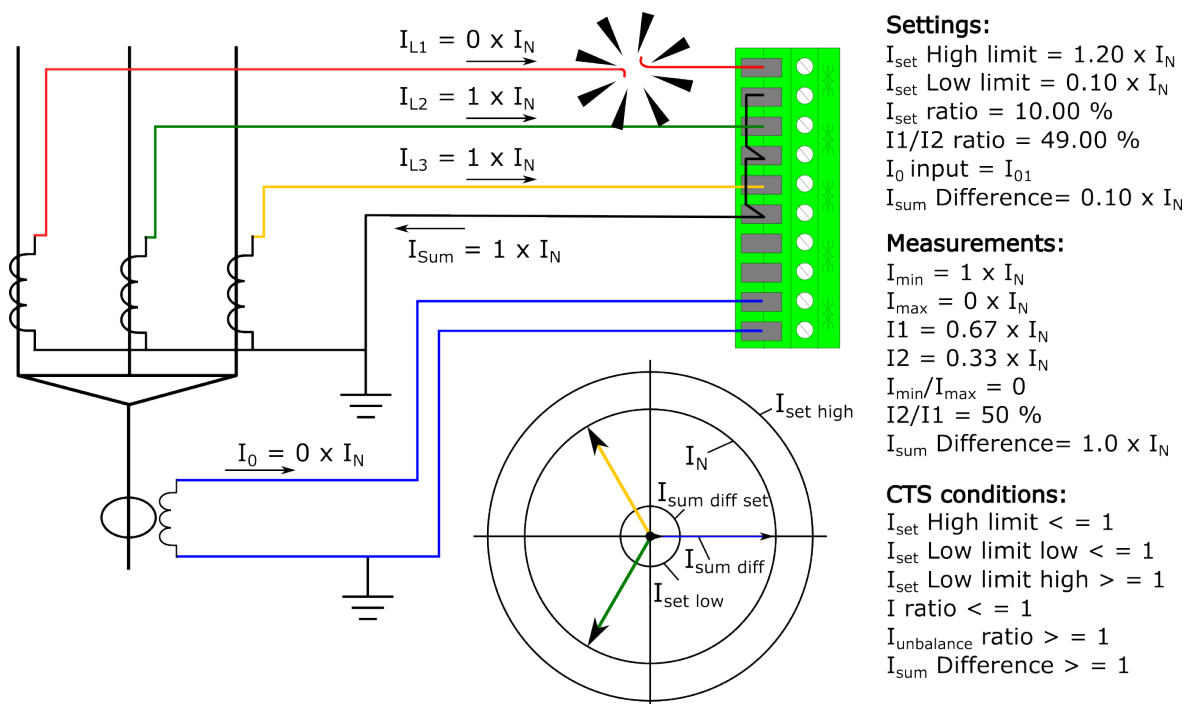 I_L1 = 0 x I_N
I_L2 = 1 x I_N
I_L3 = 1 x I_N
I_Sum = 1 x I_N
I_0 = 0 x I_N
I_set high
I_N
I_sum diff set
I_sum diff
I_set low
Settings:
I_set High limit = 1.20 x I_N
I_set Low limit = 0.10 x I_N
I_set ratio = 10.00 %
I1/I2 ratio = 49.00 %
I_0 input = I_01
I_sum Difference= 0.10 x I_N
Measurements:
I_min = 1 x I_N
I_max = 0 x I_N
I1 = 0.67 x I_N
I2 = 0.33 x I_N
I_min/I_max = 0
I2/I1 = 50 %
I_sum Difference= 1.0 x I_N
CTS conditions:
I_set High limit < = 1
I_set Low limit low < = 1
I_set Low limit high > = 1
I ratio < = 1
I_unbalance ratio > = 1
I_sum Difference > = 1